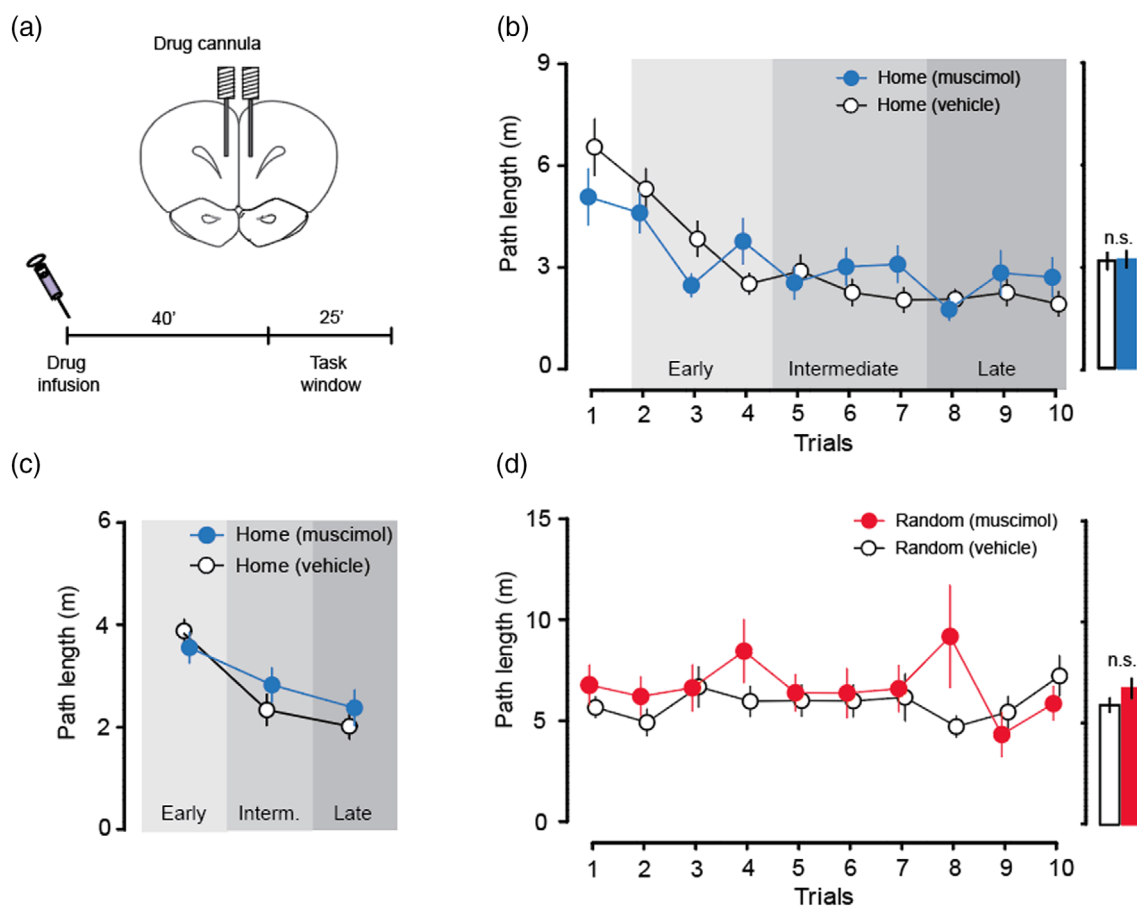 (a)
Drug cannula
40’
25’
Drug
infusion
Task
window
(b)
Path length (m)
9
6
3
0
Home (muscimol)
Home (vehicle)
Early
Intermediate
Late
1 2 3 4 5 6 7 8 9 10
Trials
n.s.
(c)
Path length (m)
6
4
2
0
Home (muscimol)
Home (vehicle)
Early
Interm.
Late
(d)
Path length (m)
15
10
5
0
Random (muscimol)
Random (vehicle)
1 2 3 4 5 6 7 8 9 10
Trials
n.s.